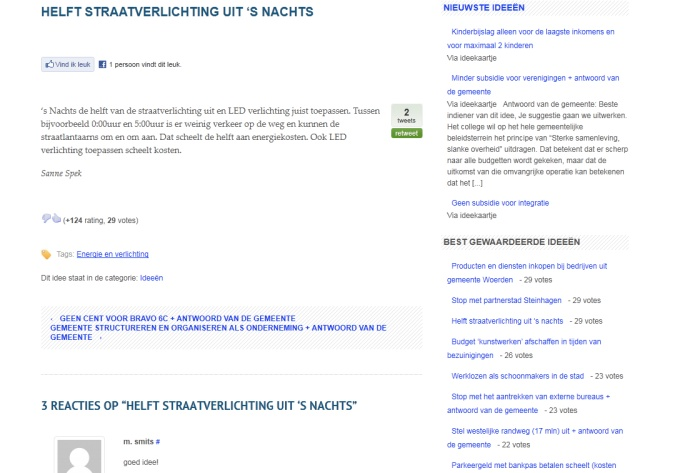 HELFT STRAATVERLICHTING UIT ‘S NACHTS
Vind ik leuk
1 persoon vindt dit leuk.
‘s Nachts de helft van de straatverlichting uit en LED verlichting juist toepassen. Tussen
bijvoorbeeld 0:00uur en 5:00uur is er weinig verkeer op de weg en kunnen de
straatlantaarns om en om aan. Dat scheelt de helft aan energiekosten. Ook LED
verlichting toepassen scheelt kosten.
2
tweets
retweet
Sanne Spek
(+124 rating, 29 votes)
Tags: Energie en verlichting
Dit idee staat in de categorie: Ideeën
‹ GEEN CENT VOOR BRAVO 6C + ANTWOORD VAN DE GEMEENTE
GEMEENTE STRUCTUREREN EN ORGANISEREN ALS ONDERNEMING + ANTWOORD VAN DE
GEMEENTE ›
3 REACTIES OP “HELFT STRAATVERLICHTING UIT ‘S NACHTS”
m. smits #
goed idee!
NIEUWSTE IDEEËN
Kinderbijslag alleen voor de laagste inkomens en
voor maximaal 2 kinderen
Via ideekaartje
Minder subsidie voor verenigingen + antwoord van
de gemeente
Via ideekaartje Antwoord van de gemeente: Beste
indiener van dit idee, Je suggestie gaan we uitwerken.
Het college wil op het hele gemeentelijke
beleidsterrein het principe van “Sterke samenleving,
slanke overheid” uitdragen. Dat betekent dat er scherp
naar alle budgetten wordt gekeken, maar dat de
uitkomst van die omvangrijke operatie kan betekenen
dat het [...]
Geen subsidie voor integratie
Via ideekaartje
BEST GEWAARDEERDE IDEEËN
Producten en diensten inkopen bij bedrijven uit
gemeente Woerden - 29 votes
Stop met partnerstad Steinhagen - 29 votes
Helft straatverlichting uit ‘s nachts - 29 votes
Budget ‘kunstwerken’ afschaffen in tijden van
bezuinigingen - 26 votes
Werklozen als schoonmakers in de stad - 23 votes
Stop met het aantrekken van externe bureaus +
antwoord van de gemeente - 23 votes
Stel westelijke randweg (17 mln) uit + antwoord van
de gemeente - 22 votes
Parkeergeld met bankpas betalen scheelt (kosten